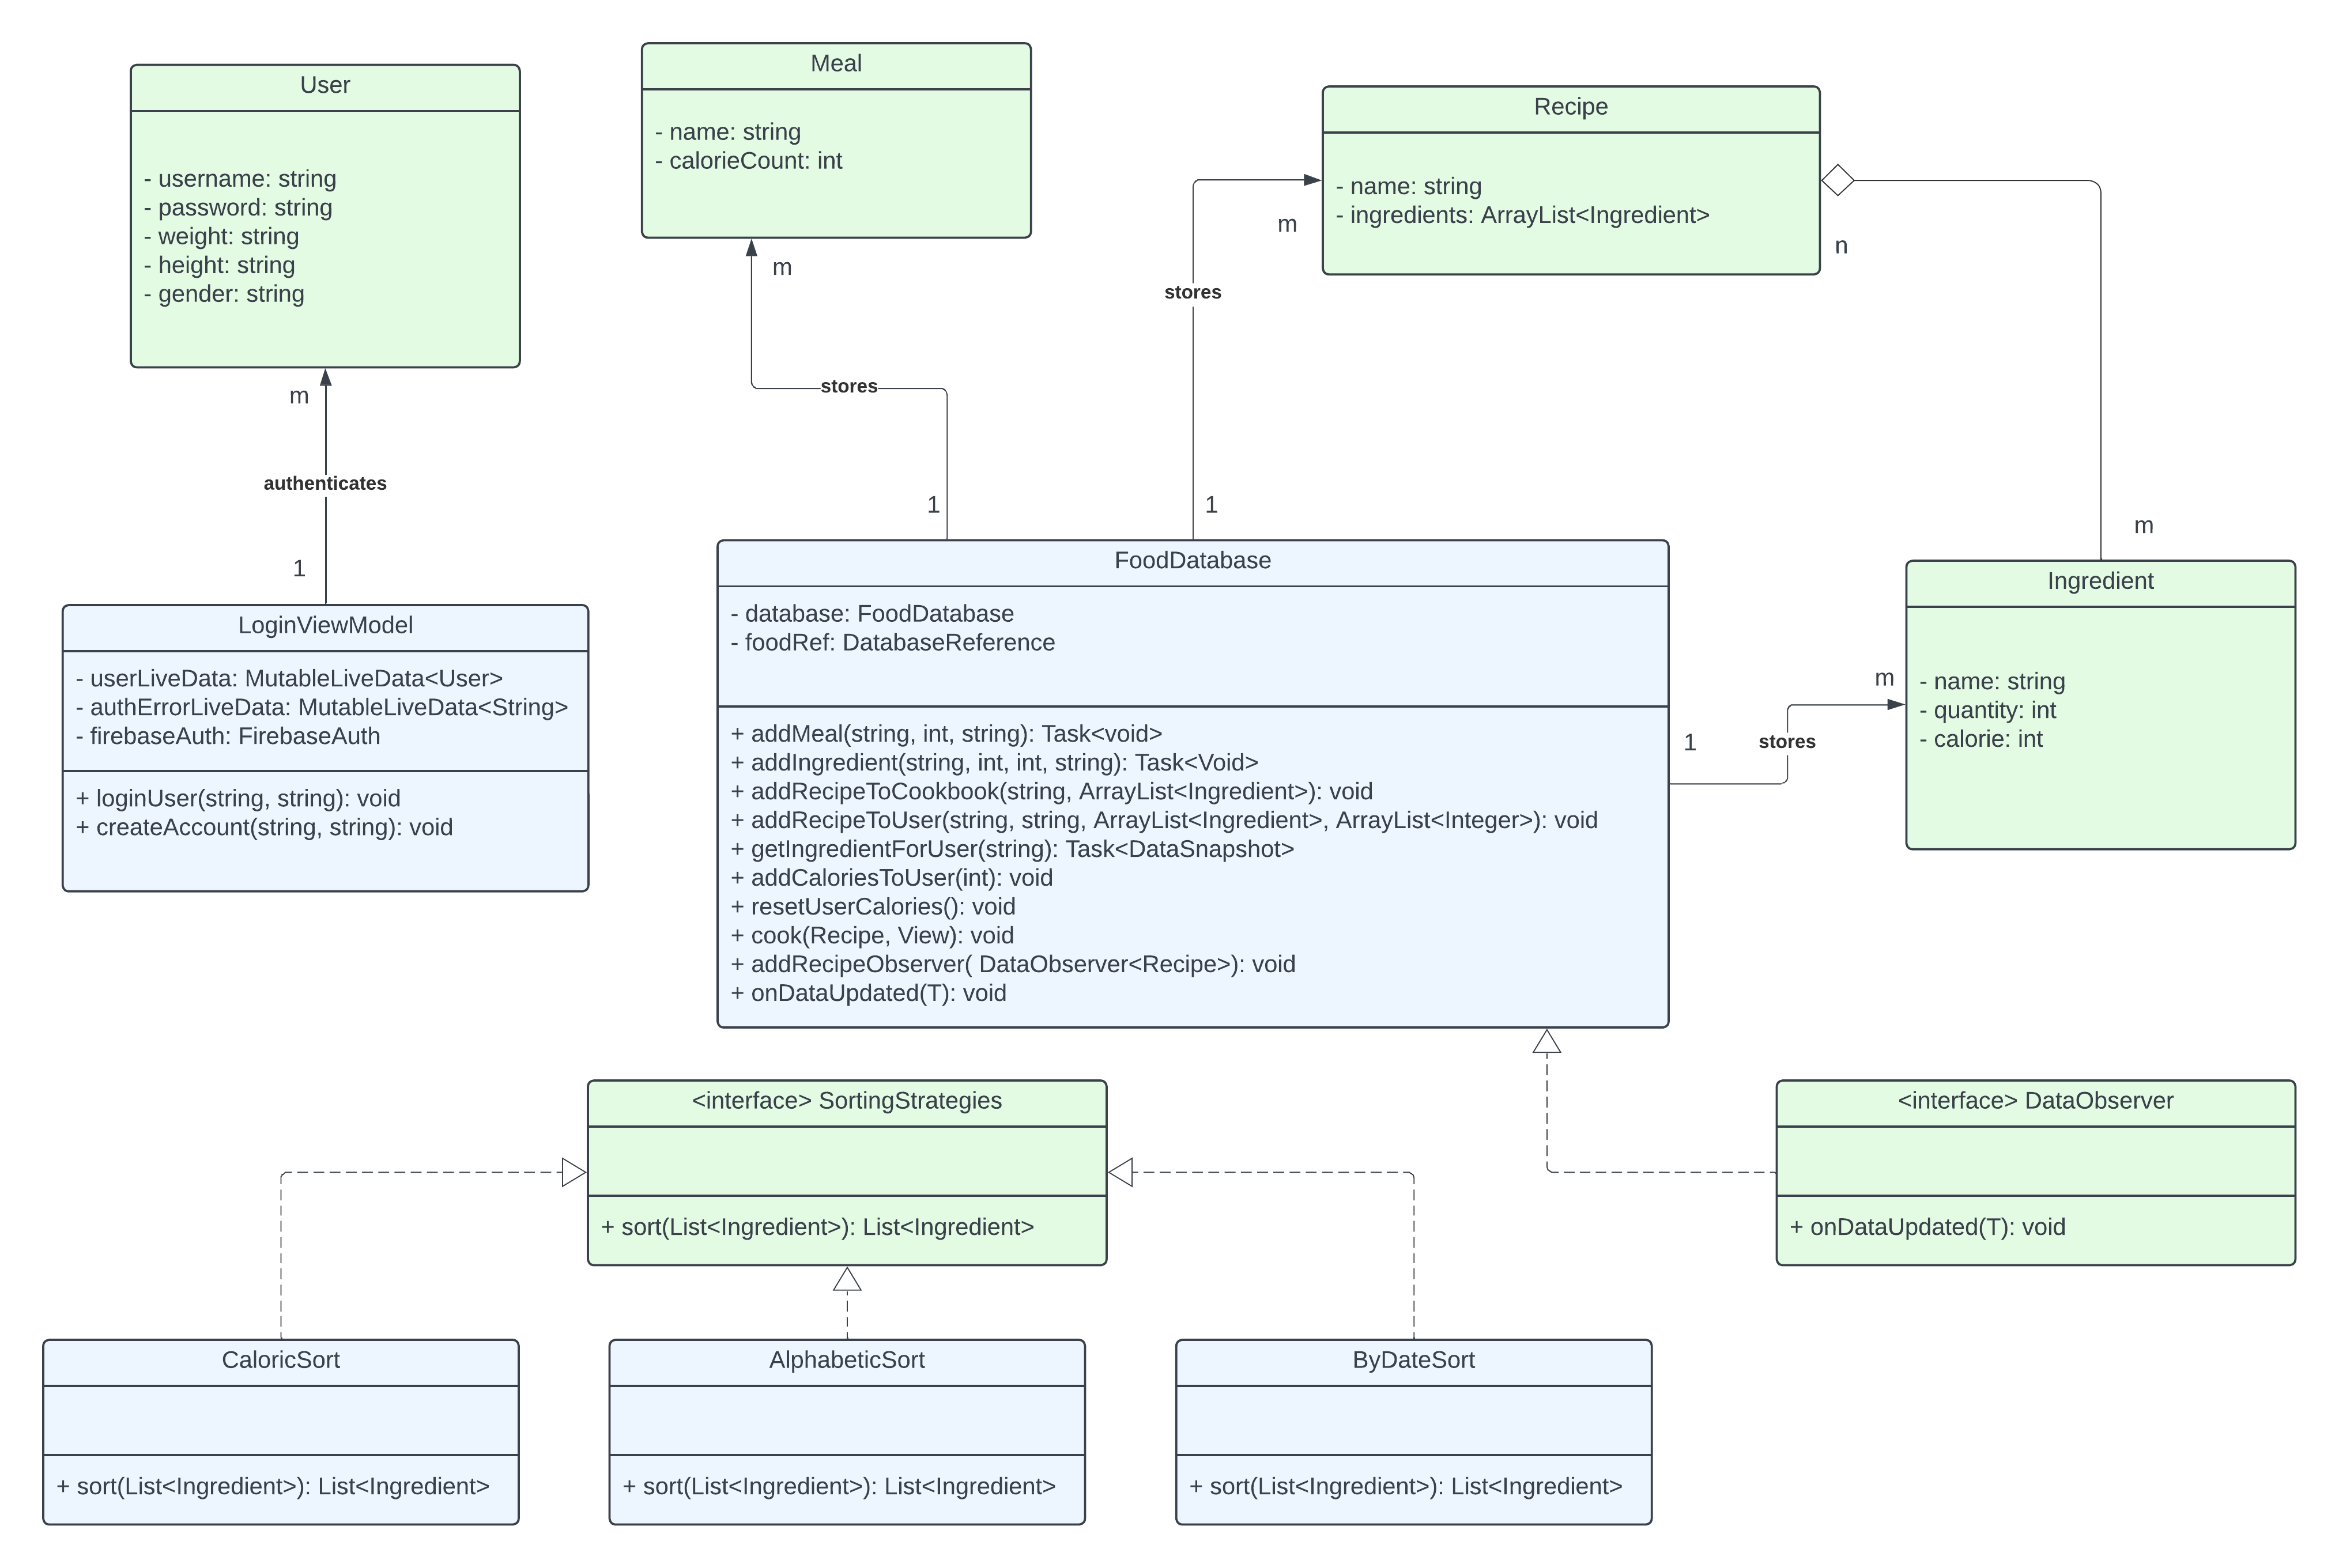 User
- username: string
- password: string
- weight: string
- height: string
- gender: string
Meal
- name: string
- calorieCount: int
Recipe
- name: string
- ingredients: ArrayList<Ingredient>
m
authenticates
1
m
stores
1
m
stores
1
n
m
LoginViewModel
- userLiveData: MutableLiveData<User>
- authErrorLiveData: MutableLiveData<String>
- firebaseAuth: FirebaseAuth
+ loginUser(string, string): void
+ createAccount(string, string): void
FoodDatabase
- database: FoodDatabase
- foodRef: DatabaseReference
+ addMeal(string, int, string): Task<void>
+ addIngredient(string, int, int, string): Task<Void>
+ addRecipeToCookbook(string, ArrayList<Ingredient>): void
+ addRecipeToUser(string, string, ArrayList<Ingredient>, ArrayList<Integer>): void
+ getIngredientForUser(string): Task<DataSnapshot>
+ addCaloriesToUser(int): void
+ resetUserCalories(): void
+ cook(Recipe, View): void
+ addRecipeObserver( DataObserver<Recipe>): void
+ onDataUpdated(T): void
1
stores
m
Ingredient
- name: string
- quantity: int
- calorie: int
<interface> SortingStrategies
+ sort(List<Ingredient>): List<Ingredient>
<interface> DataObserver
+ onDataUpdated(T): void
CaloricSort
+ sort(List<Ingredient>): List<Ingredient>
AlphabeticSort
+ sort(List<Ingredient>): List<Ingredient>
ByDateSort
+ sort(List<Ingredient>): List<Ingredient>